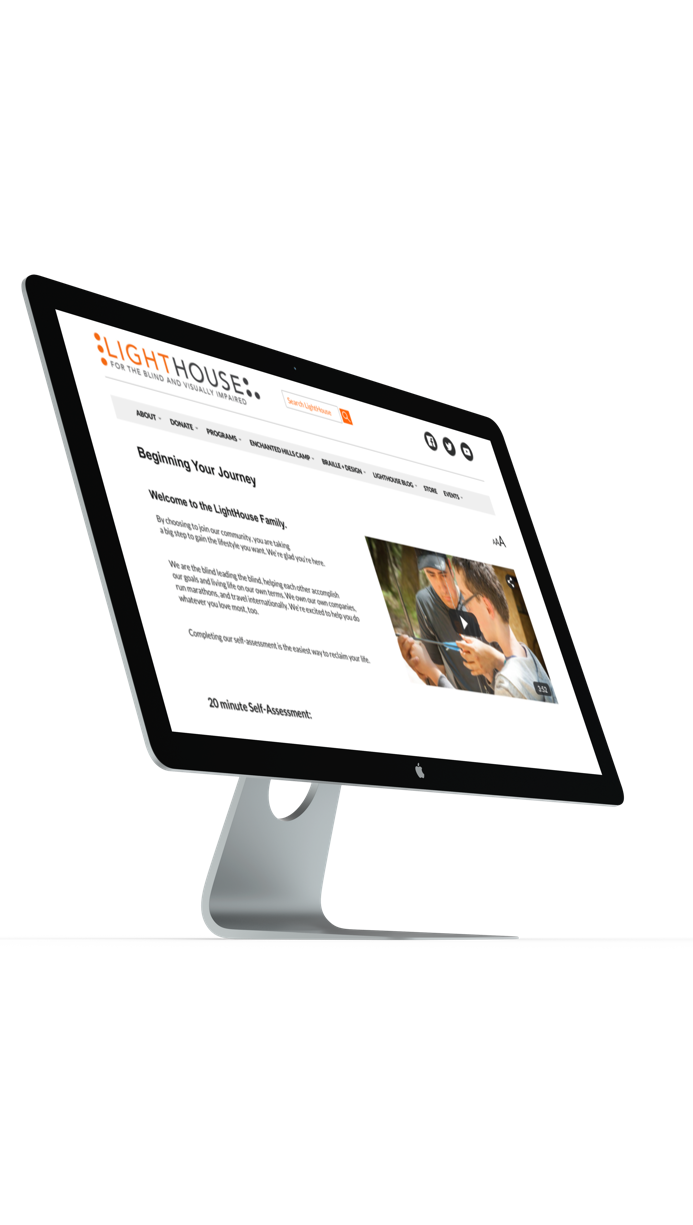 LIGHTHOUSE
FOR THE BLIND AND VISUALLY IMPAIRED
Search LightHouse
ABOUT DONATE PROGRAMS ENCHANTED HILLS CAMP BRAILLE + DESIGN LIGHTHOUSE BLOG STORE EVENTS
Beginning Your Journey
AAA
Welcome to the LightHouse Family.
By choosing to join our community, you are taking
a big step to gain the lifestyle you want. We're glad you're here.
We are the blind leading the blind, helping each other accomplish
our goals and living life on our own terms. We own our own companies,
run marathons, and travel internationally. We're excited to help you do
whatever you love most, too.
Completing our self-assessment is the easiest way to reclaim your life.
20 minute Self-Assessment: